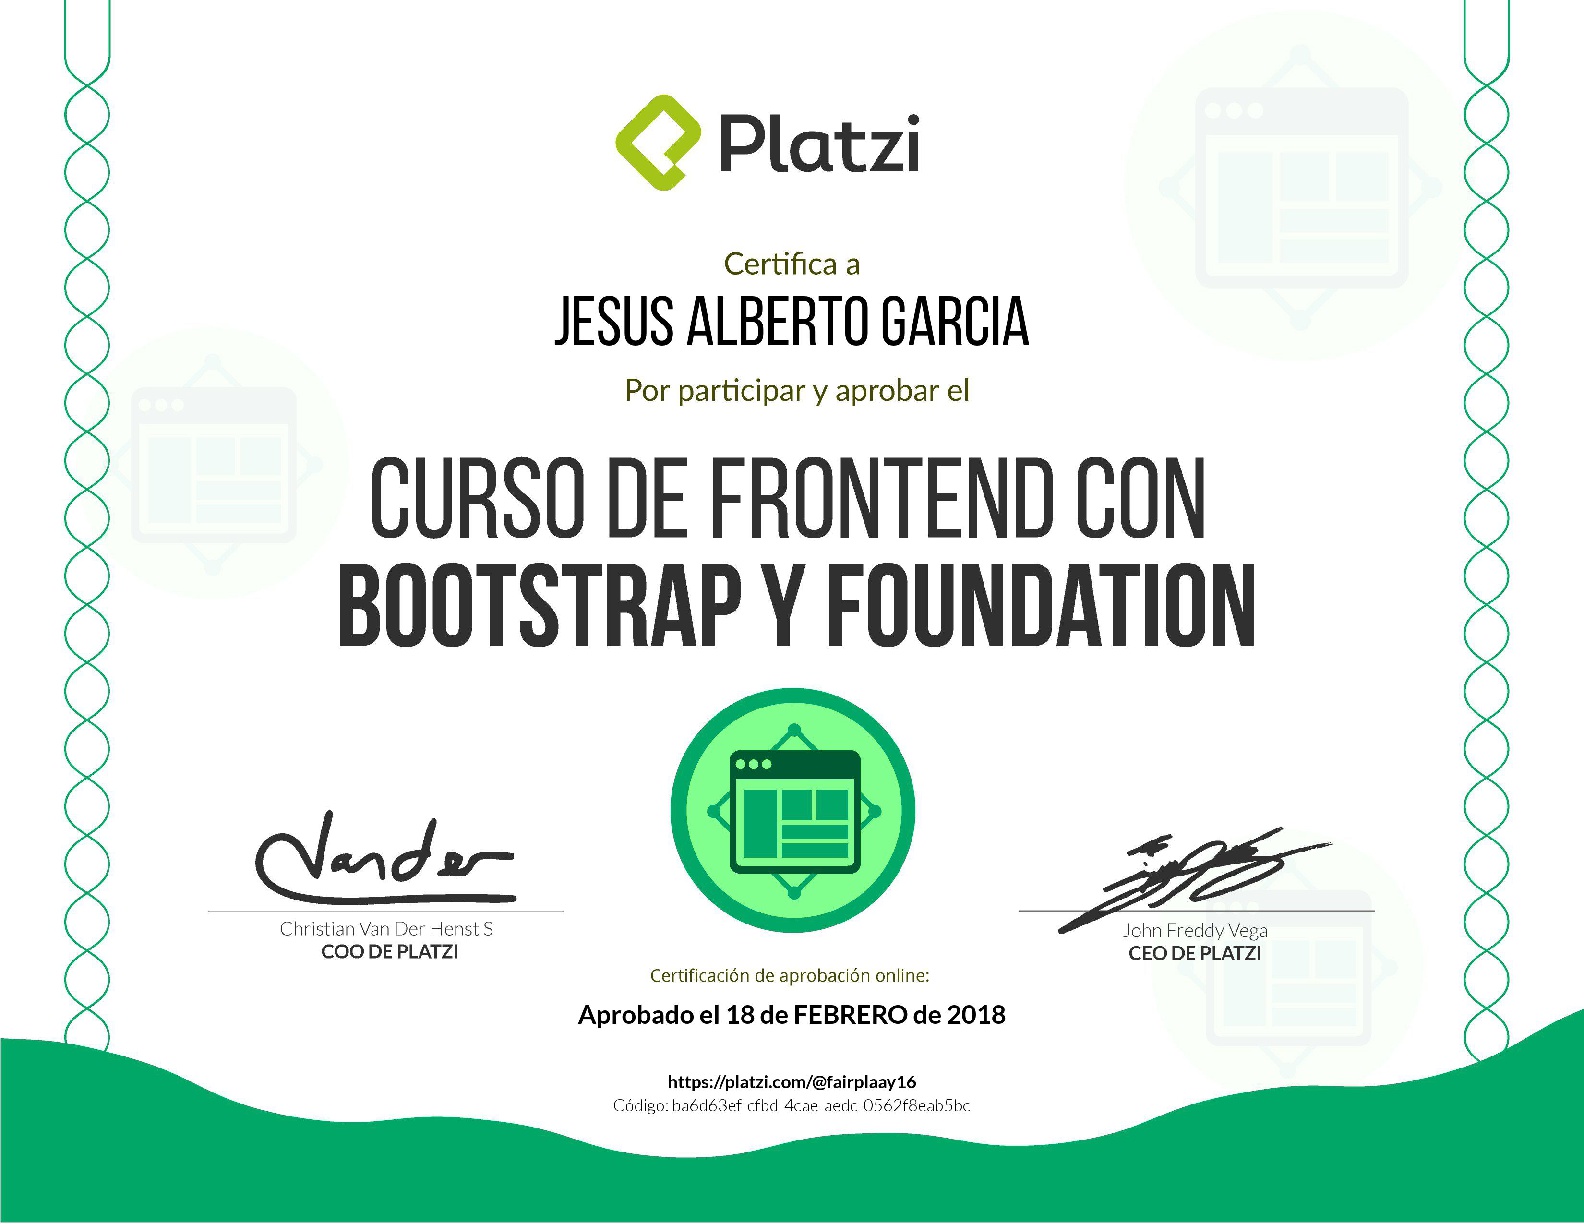 Platzi
Certifica a
JESUS ALBERTO GARCIA
Por participar y aprobar el
CURSO DE FRONTEND CON
BOOTSTRAP Y FOUNDATION
Vander
Christian Van Der Henst S
COO DE PLATZI
John Freddy Vega
CEO DE PLATZI
Certificación de aprobación online:
Aprobado el 18 de FEBRERO de 2018
https://platzi.com/@fairplaay16
Código: ba6d63ef-cfbd-4cae-aedc-0562f8eab5bc